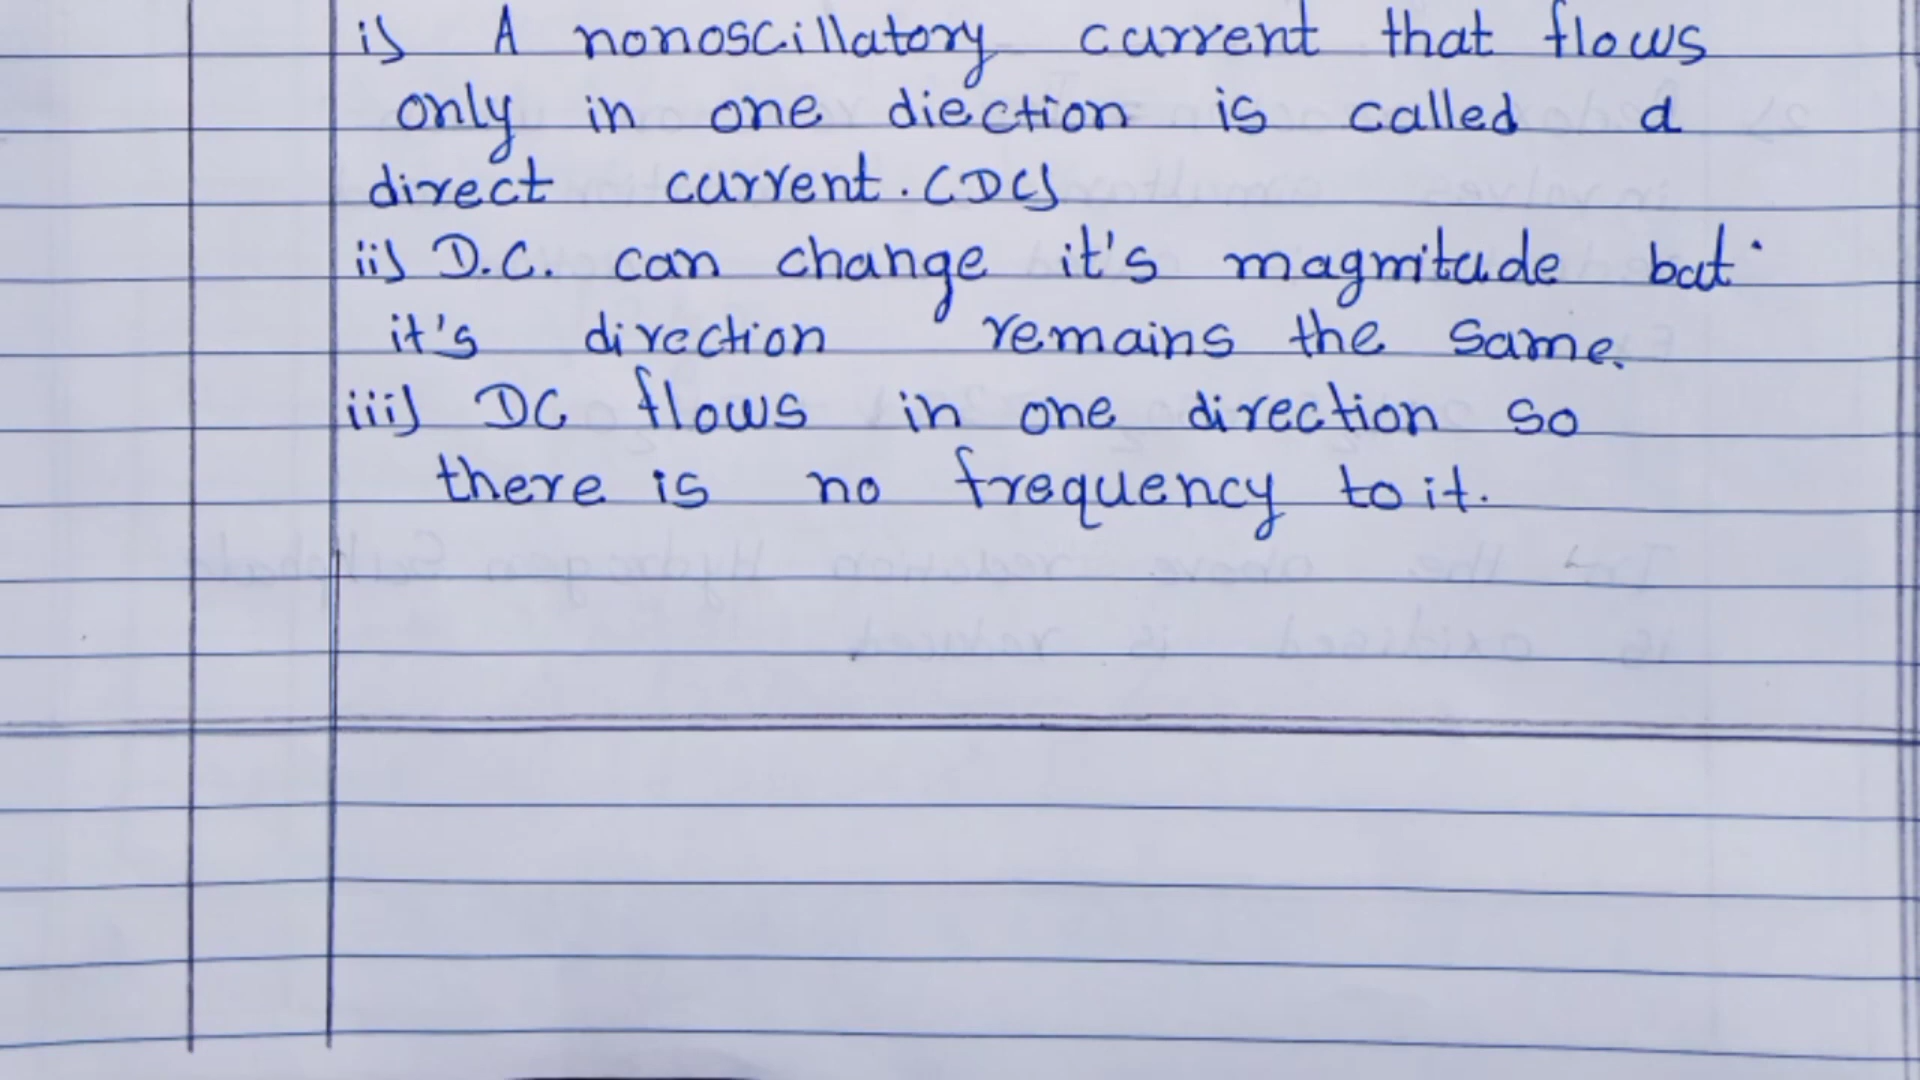 i) A nonoscillatory current that flows
only in one diection is called a
direct current. (DC)
ii) D.C. can change it's magnitude but
it's direction remains the same.
iii) DC flows in one direction so
there is no frequency to it.